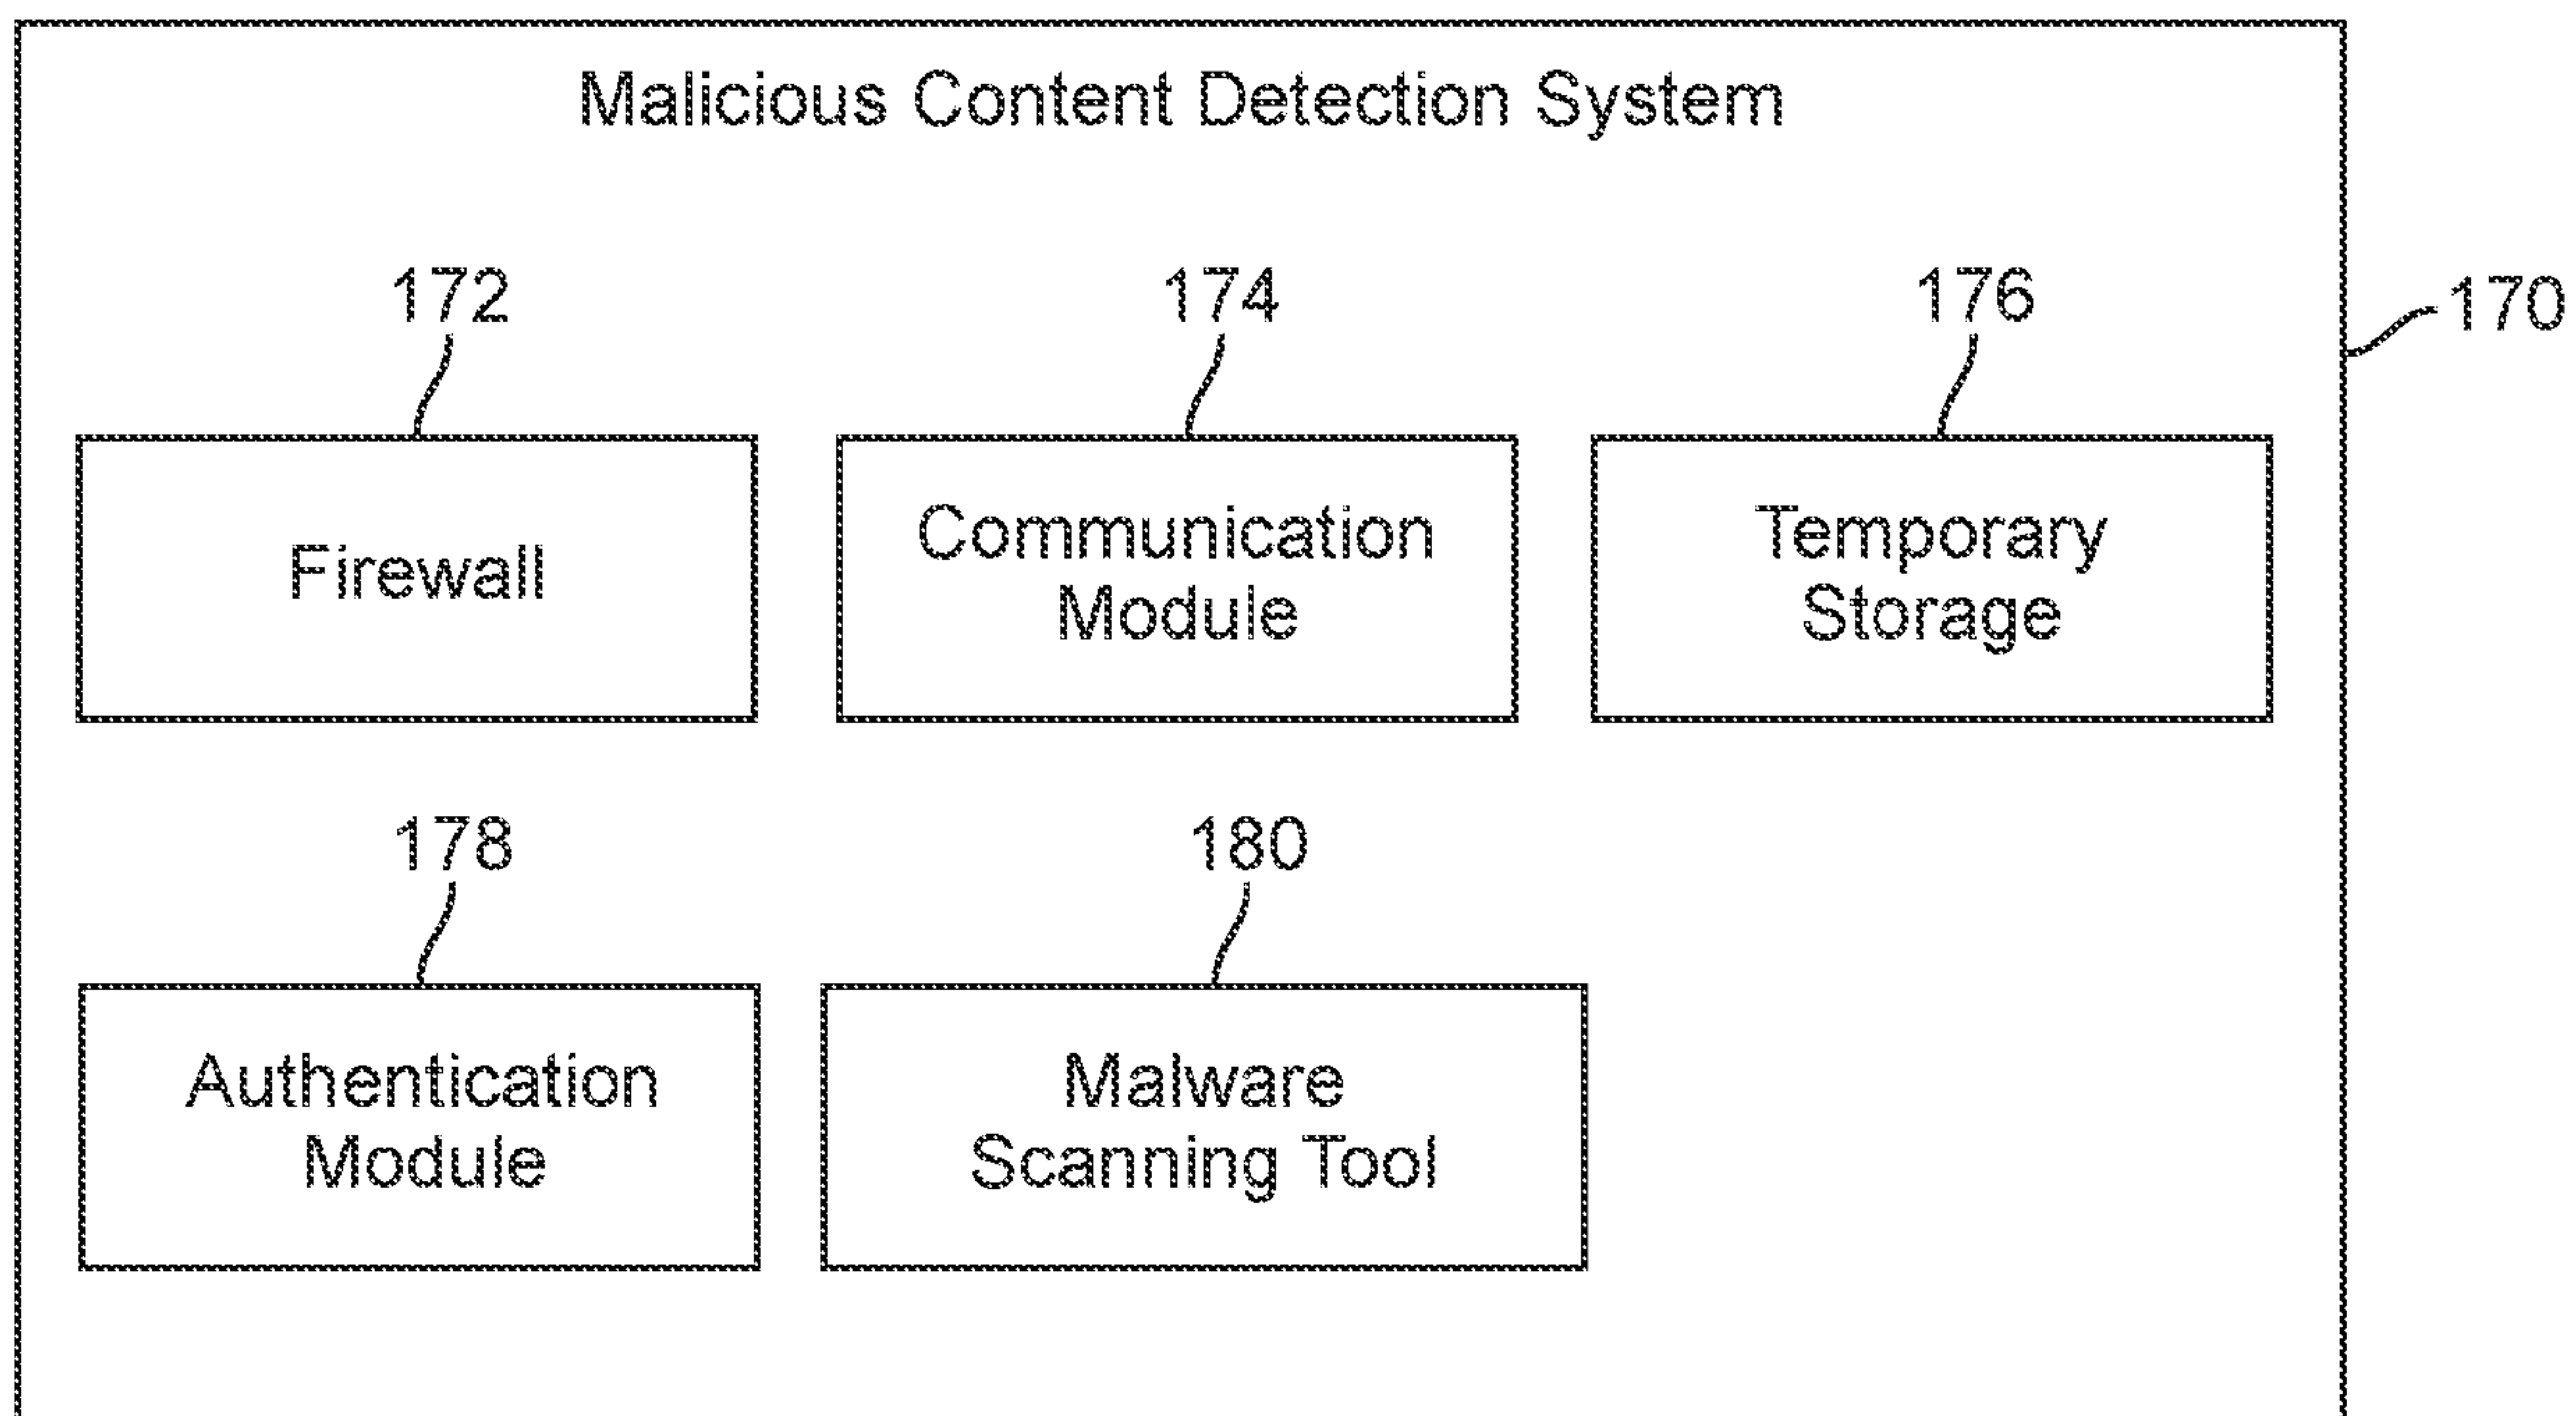 Malicious Content Detection System
172
174
176
170
Firewall
Communication
Module
Temporary
Storage
178
180
Authentication
Module
Malware
Scanning Tool